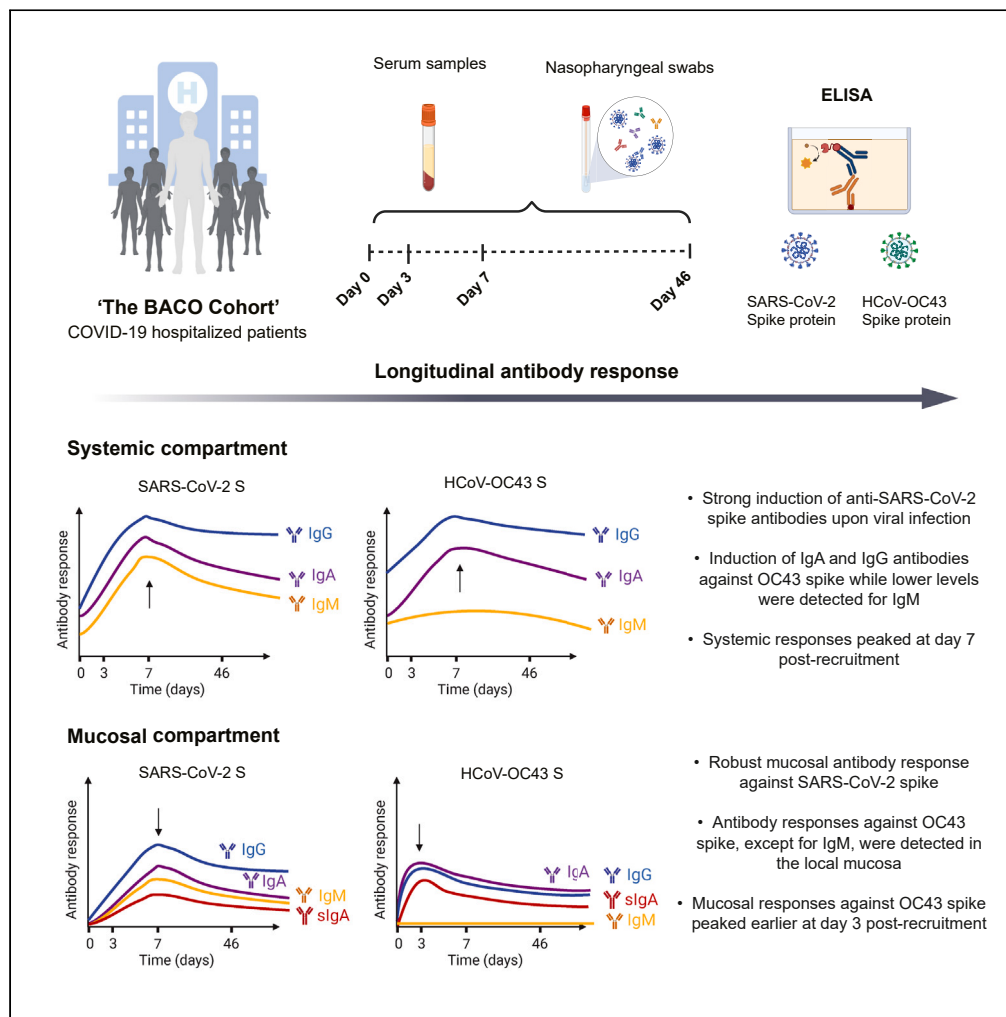 H
Serum samples
Nasopharyngeal swabs
ELISA
Day 0
Day 3
Day 7
Day 46
'The BACO Cohort'
COVID-19 hospitalized patients
SARS-CoV-2
Spike protein
HCoV-OC43
Spike protein
Longitudinal antibody response
Systemic compartment
SARS-CoV-2 S
Antibody response
IgG
IgA
IgM
0 3 7 46
Time (days)
HCoV-OC43 S
Antibody response
IgG
IgA
IgM
0 3 7 46
Time (days)
• Strong induction of anti-SARS-CoV-2
spike antibodies upon viral infection
• Induction of IgA and IgG antibodies
against OC43 spike while lower levels
were detected for IgM
• Systemic responses peaked at day 7
post-recruitment
Mucosal compartment
SARS-CoV-2 S
Antibody response
IgG
IgA
IgM
sIgA
0 3 7 46
Time (days)
HCoV-OC43 S
Antibody response
IgA
IgG
sIgA
IgM
0 3 7 46
Time (days)
• Robust mucosal antibody response
against SARS-CoV-2 spike
• Antibody responses against OC43
spike, except for IgM, were detected in
the local mucosa
• Mucosal responses against OC43 spike
peaked earlier at day 3 post-recruitment